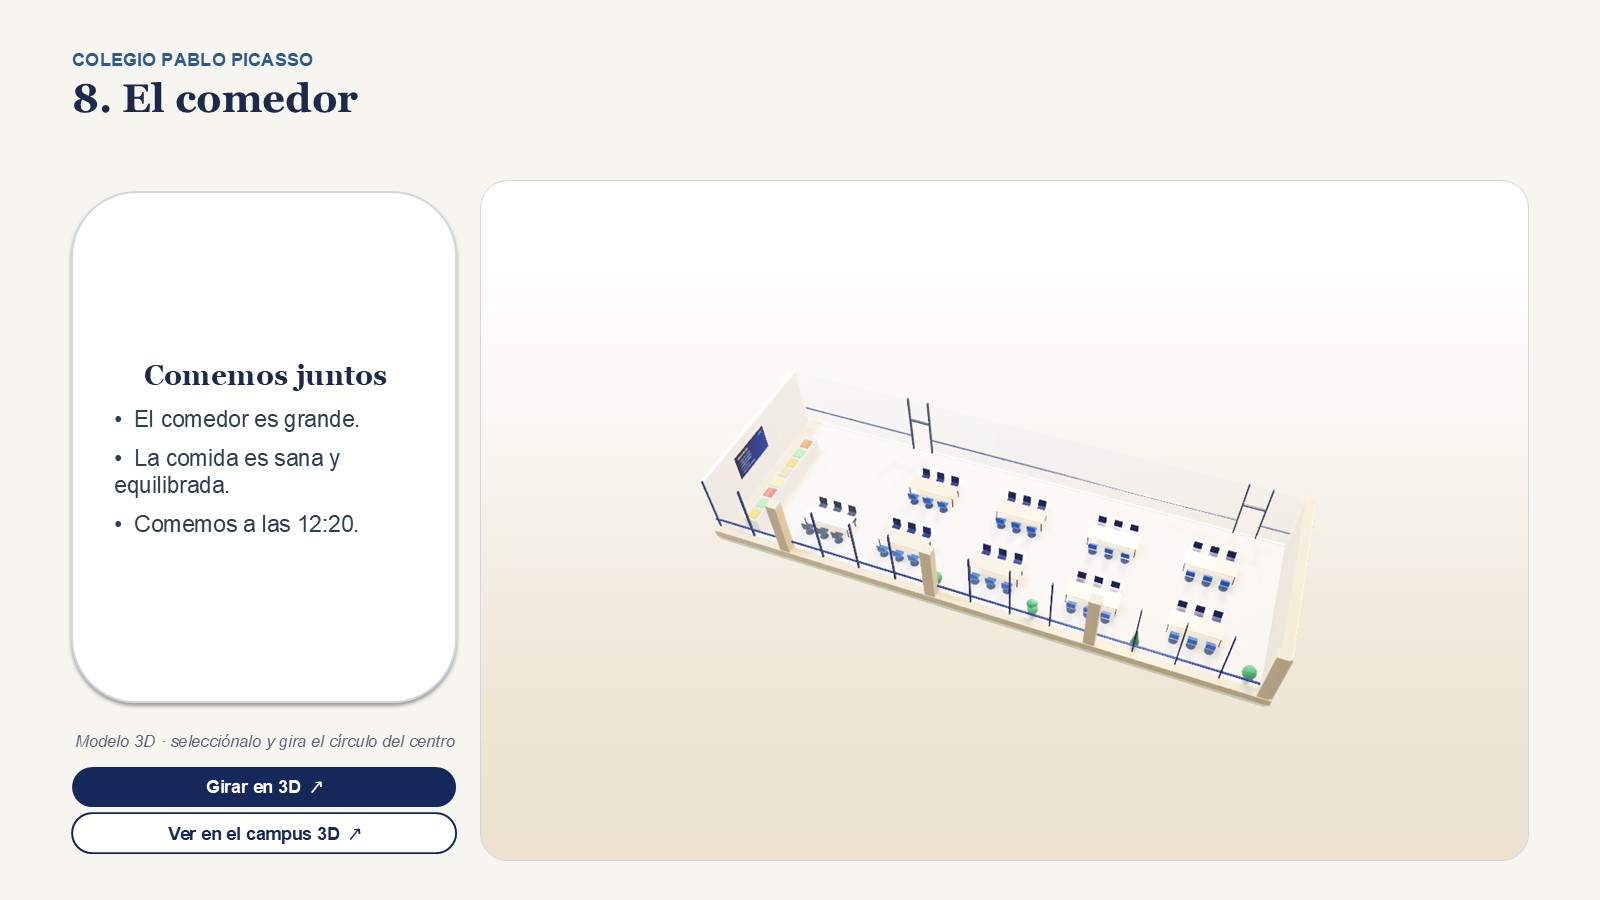 COLEGIO PABLO PICASSO
8. El comedor
Comemos juntos
• El comedor es grande.
• La comida es sana y
equilibrada.
• Comemos a las 12:20.
Modelo 3D · selecciónalo y gira el círculo del centro
Girar en 3D ↗
Ver en el campus 3D ↗